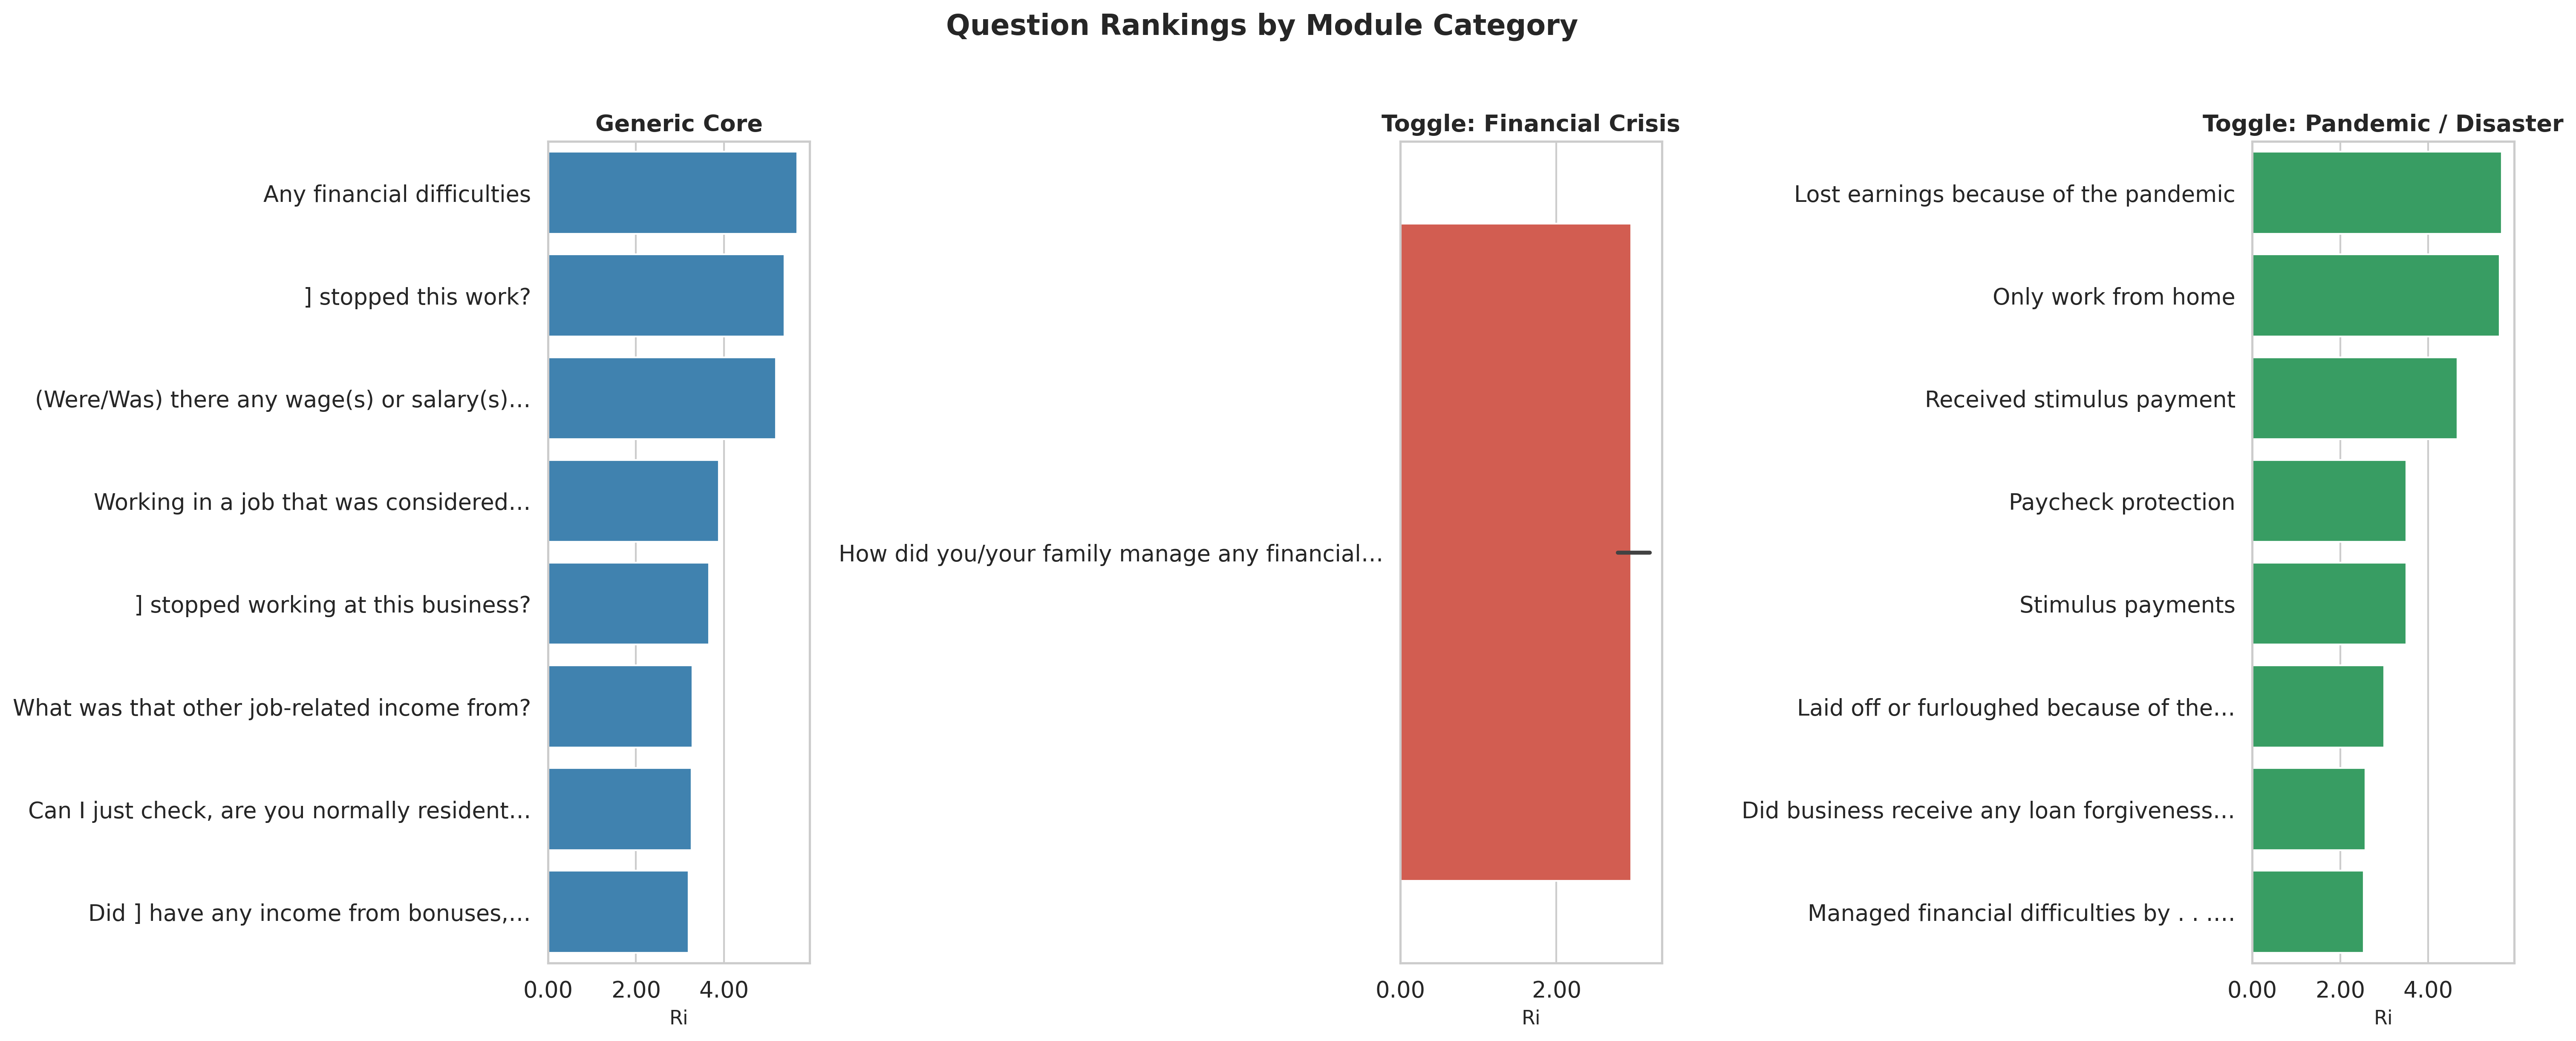 Question Rankings by Module Category
Generic Core
Any financial difficulties
] stopped this work?
(Were/Was) there any wage(s) or salary(s)...
Working in a job that was considered...
] stopped working at this business?
What was that other job-related income from?
Can I just check, are you normally resident...
Did ] have any income from bonuses,...
0.00 2.00 4.00
Ri
Toggle: Financial Crisis
How did you/your family manage any financial...
0.00 2.00
Ri
Toggle: Pandemic / Disaster
Lost earnings because of the pandemic
Only work from home
Received stimulus payment
Paycheck protection
Stimulus payments
Laid off or furloughed because of the...
Did business receive any loan forgiveness...
Managed financial difficulties by . . ....
0.00 2.00 4.00
Ri